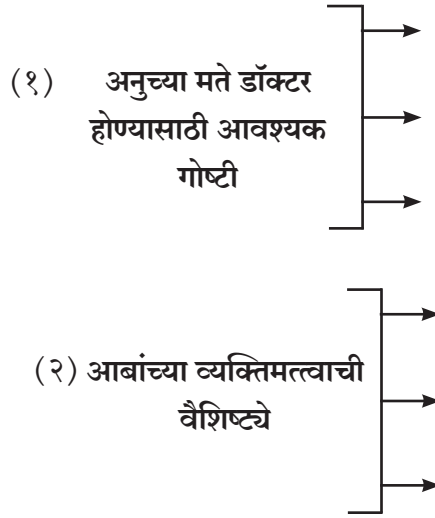 (१) अनुच्या मते डॉक्टर
होण्यासाठी आवश्यक
गोष्टी
(२) आबांच्या व्यक्तिमत्त्वाची
वैशिष्ट्ये